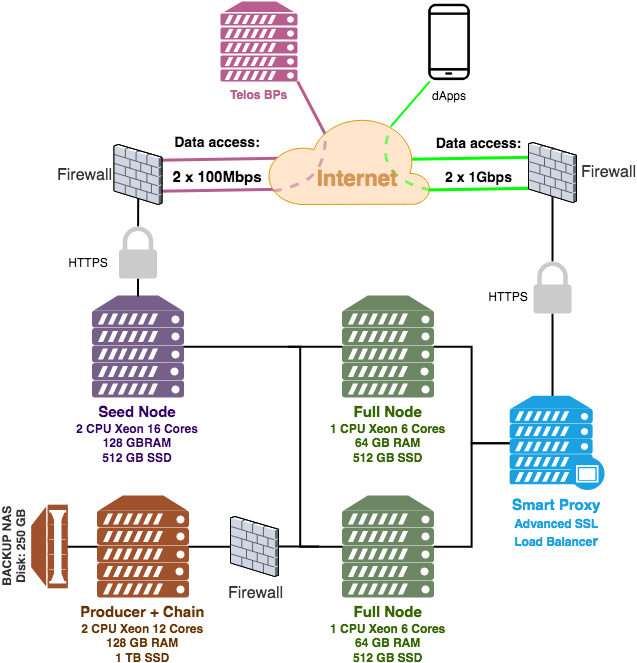 Telos BPs
dApps
Data access:
2 x 100Mbps
Internet
Data access:
2 x 1Gbps
Firewall
Firewall
HTTPS
HTTPS
Seed Node
2 CPU Xeon 16 Cores
128 GBRAM
512 GB SSD
Full Node
1 CPU Xeon 6 Cores
64 GB RAM
512 GB SSD
Smart Proxy
Advanced SSL
Load Balancer
BACKUP NAS
Disk: 250 GB
Producer + Chain
2 CPU Xeon 12 Cores
128 GB RAM
1 TB SSD
Firewall
Full Node
1 CPU Xeon 6 Cores
64 GB RAM
512 GB SSD